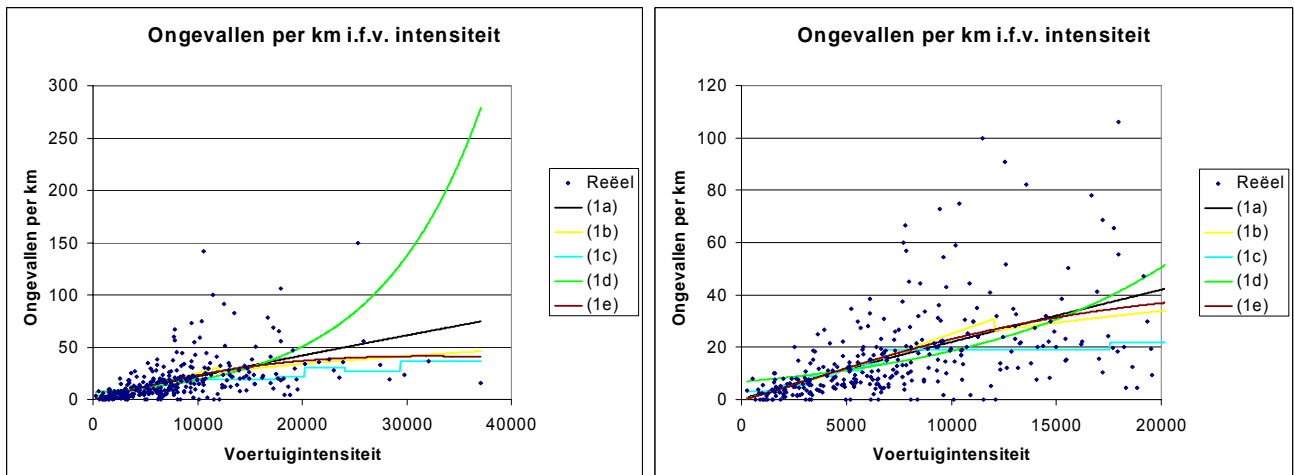 Ongevallen per km i.f.v. intensiteit
300
250
200
150
100
50
0
Ongevallen per km
0 10000 20000 30000 40000
Voertuigintensiteit
Reëel
(1a)
(1b)
(1c)
(1d)
(1e)
Ongevallen per km i.f.v. intensiteit
120
100
80
60
40
20
0
Ongevallen per km
0 5000 10000 15000 20000
Voertuigintensiteit
Reëel
(1a)
(1b)
(1c)
(1d)
(1e)